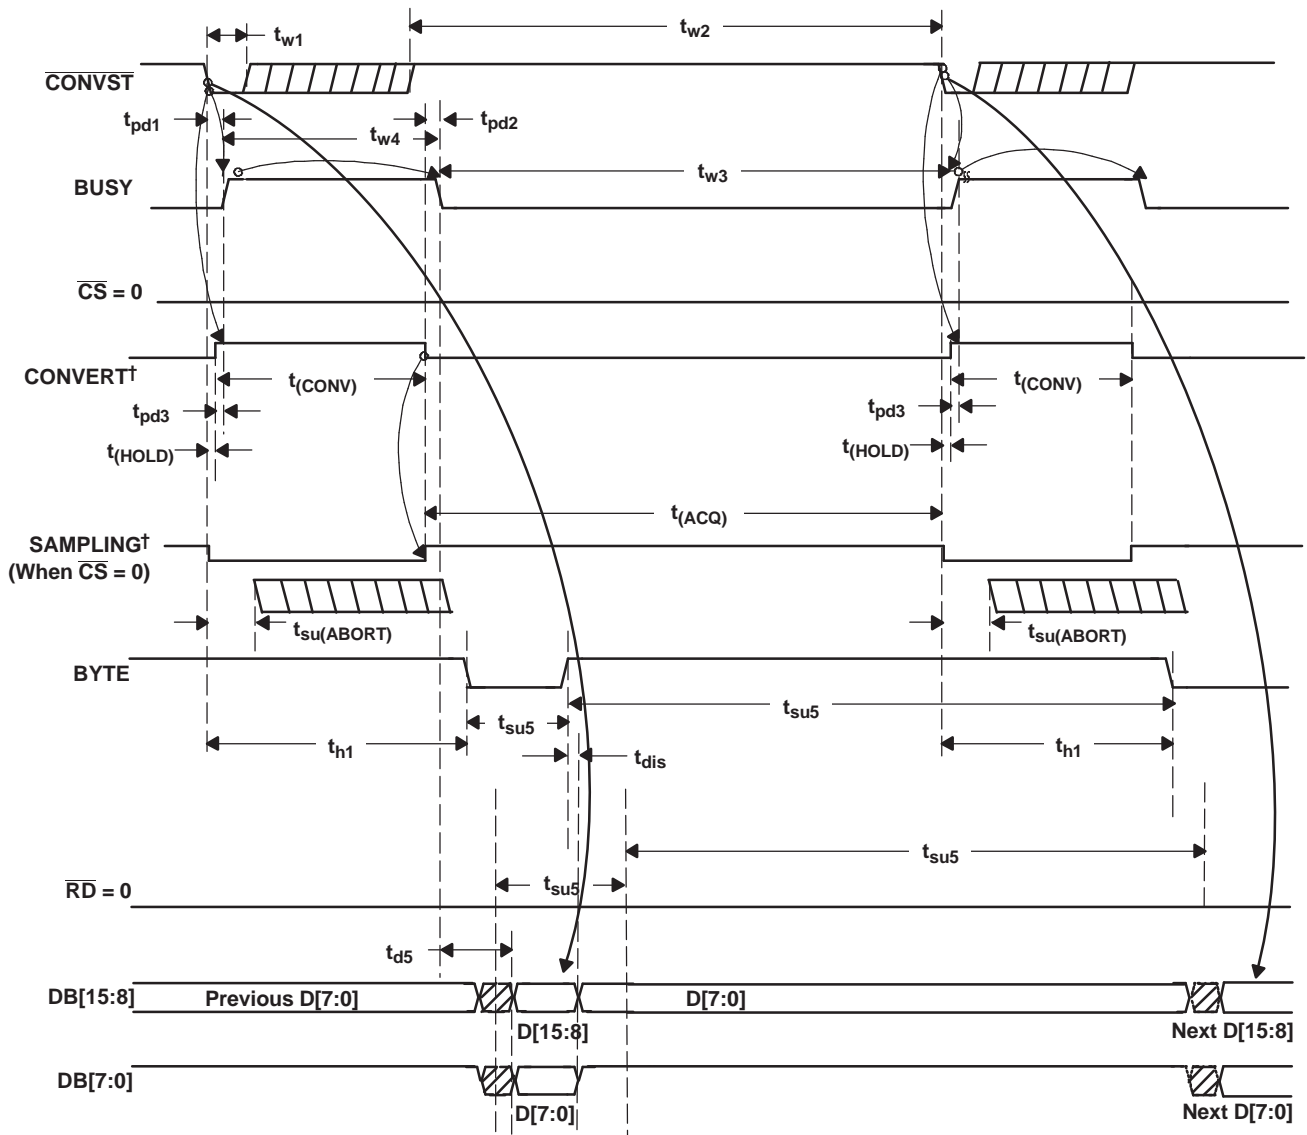 tw1
tw2
CONVST
tpd1
tw4
tpd2
BUSY
tw3
CS = 0
CONVERT†
t(CONV)
t(CONV)
tpd3
tpd3
t(HOLD)
t(HOLD)
t(ACQ)
SAMPLING†
(When CS = 0)
tsu(ABORT)
tsu(ABORT)
BYTE
tsu5
tsu5
th1
tdis
th1
tsu5
tsu5
RD = 0
td5
DB[15:8]
Previous D[7:0]
D[7:0]
D[15:8]
Next D[15:8]
DB[7:0]
D[7:0]
Next D[7:0]